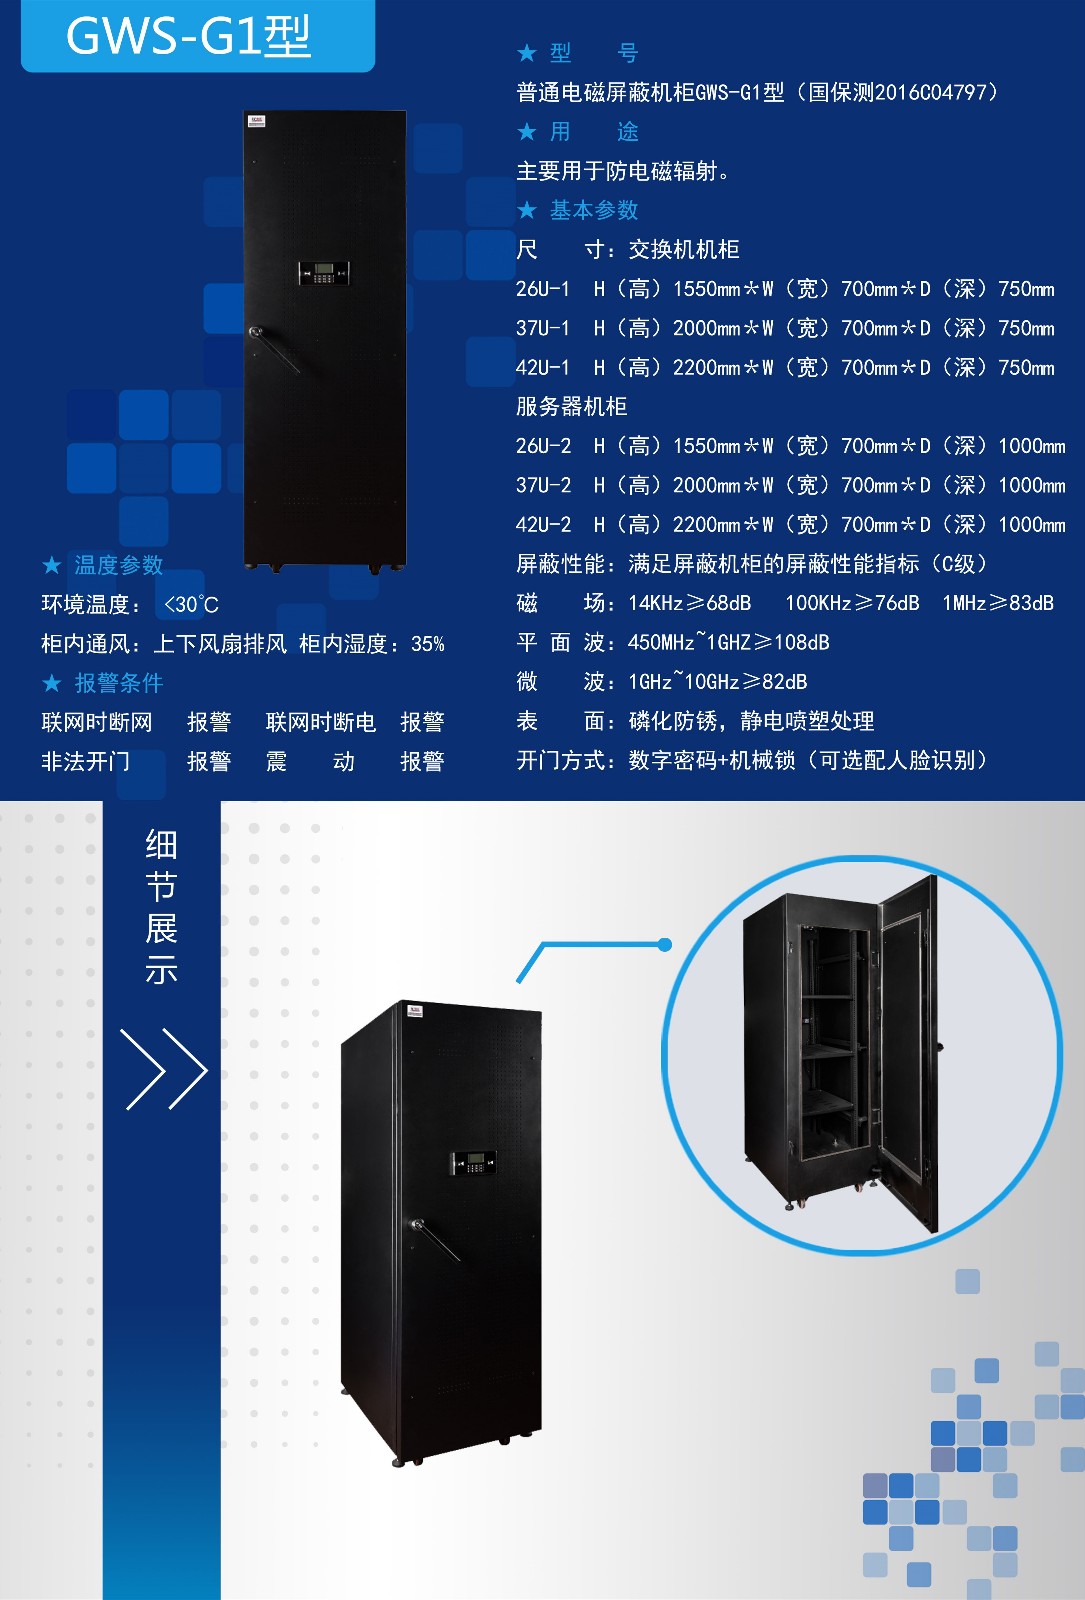 GWS-G1型
★ 型 号
普通电磁屏蔽机柜GWS-G1型（国保测2016C04797）
★ 用 途
主要用于防电磁辐射。
★ 基本参数
尺 寸：交换机机柜
26U-1 H（高）1550mm*W（宽）700mm*D（深）750mm
37U-1 H（高）2000mm*W（宽）700mm*D（深）750mm
42U-1 H（高）2200mm*W（宽）700mm*D（深）750mm
服务器机柜
26U-2 H（高）1550mm*W（宽）700mm*D（深）1000mm
37U-2 H（高）2000mm*W（宽）700mm*D（深）1000mm
42U-2 H（高）2200mm*W（宽）700mm*D（深）1000mm
屏蔽性能：满足屏蔽机柜的屏蔽性能指标（C级）
磁 场：14KHz≥68dB 100KHz≥76dB 1MHz≥83dB
平 面 波：450MHz~1GHZ≥108dB
微 波：1GHz~10GHz≥82dB
表 面：磷化防锈，静电喷塑处理
开门方式：数字密码+机械锁（可选配人脸识别）
★ 温度参数
环境温度：<30℃
柜内通风：上下风扇排风 柜内湿度：35%
★ 报警条件
联网时断网 报警 联网时断电 报警
非法开门 报警 震 动 报警
细节展示